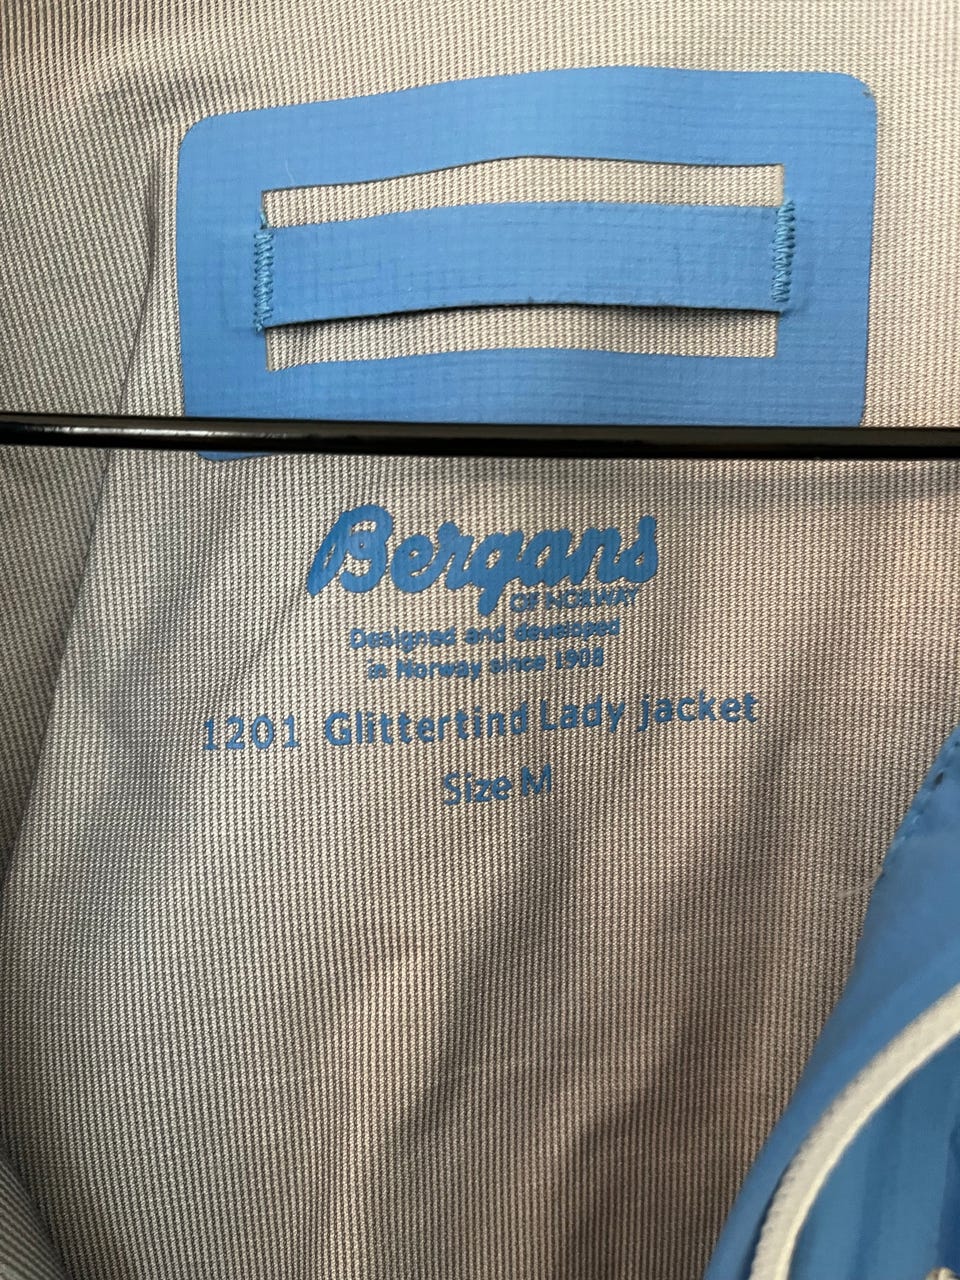 Bergans
OF NORWAY
Designed and developed
in Norway since 1908
1201 Glittertind Lady jacket
Size M